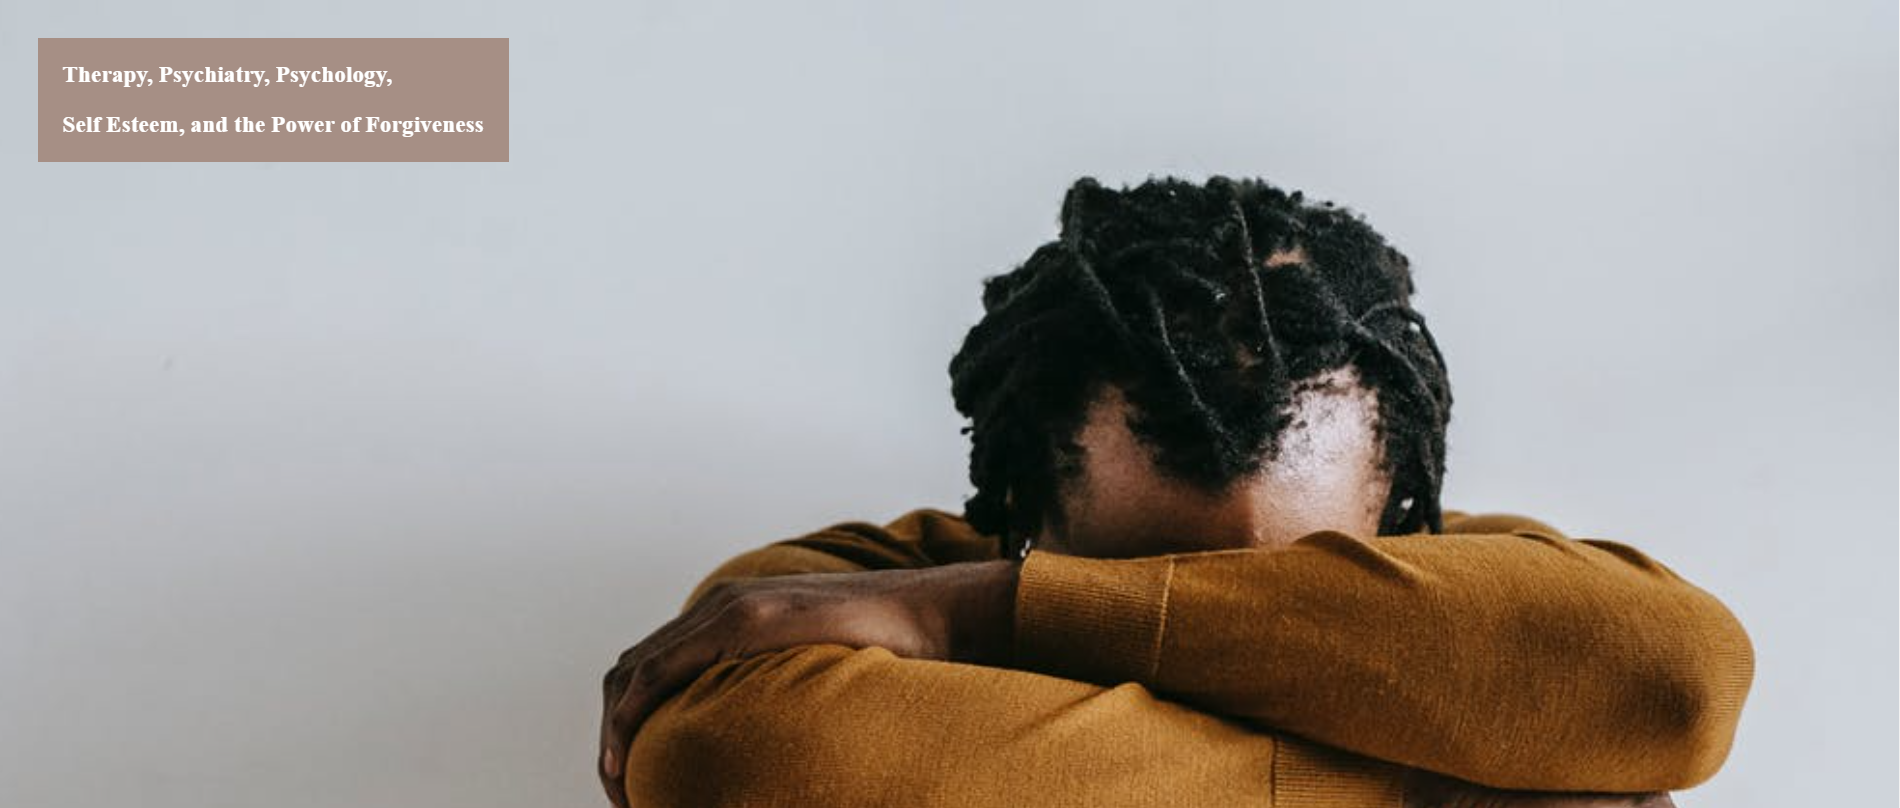 Therapy, Psychiatry, Psychology,
Self Esteem, and the Power of Forgiveness